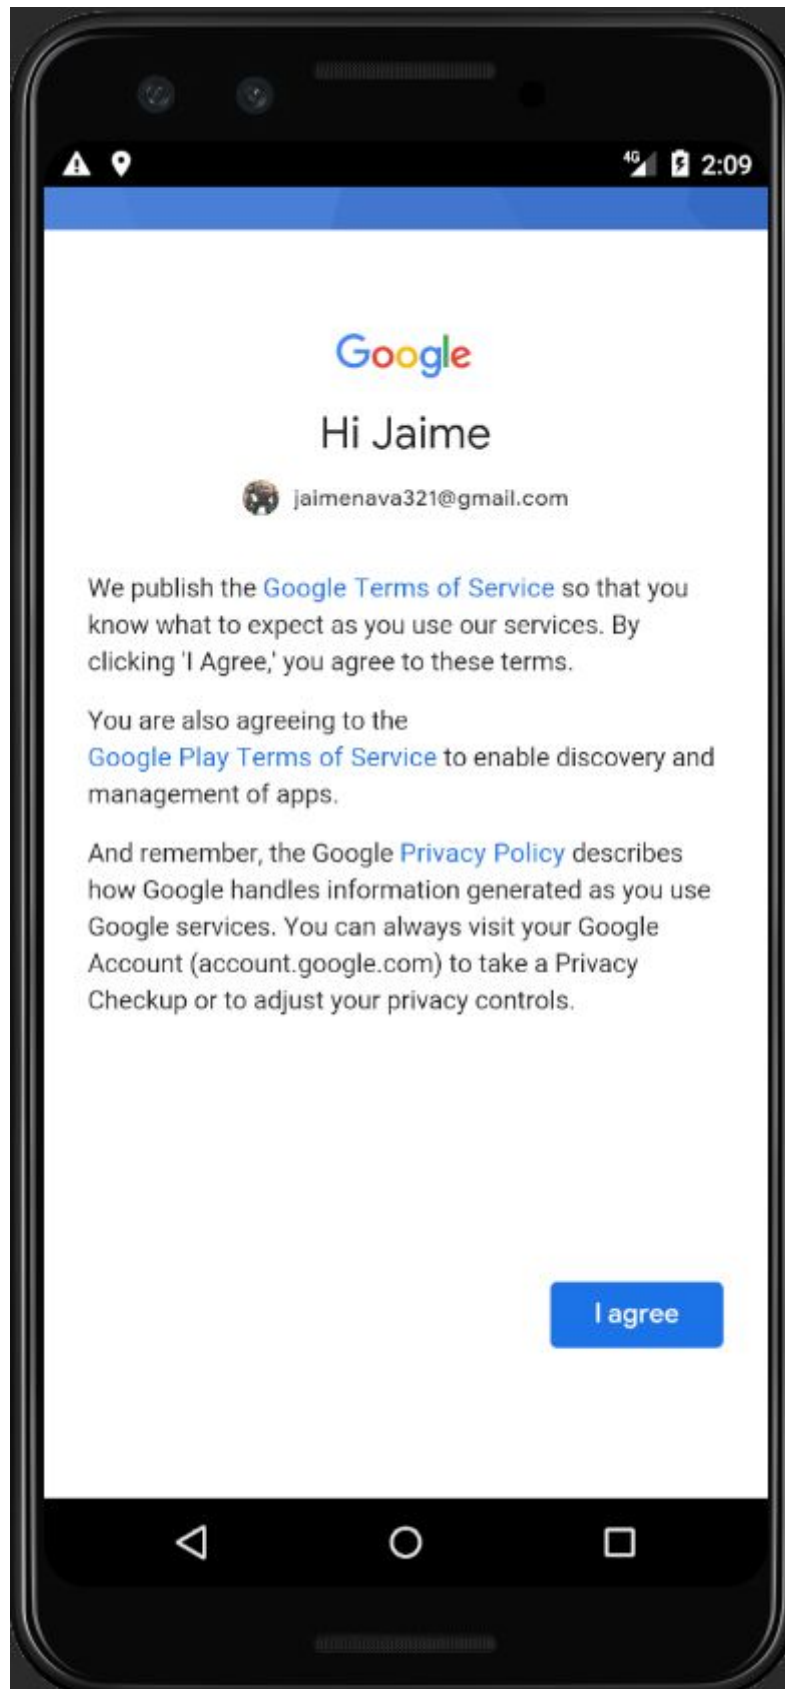 4G 2:09
Google
Hi Jaime
jaimenava321@gmail.com
We publish the Google Terms of Service so that you
know what to expect as you use our services. By
clicking 'I Agree,' you agree to these terms.
You are also agreeing to the
Google Play Terms of Service to enable discovery and
management of apps.
And remember, the Google Privacy Policy describes
how Google handles information generated as you use
Google services. You can always visit your Google
Account (account.google.com) to take a Privacy
Checkup or to adjust your privacy controls.
I agree